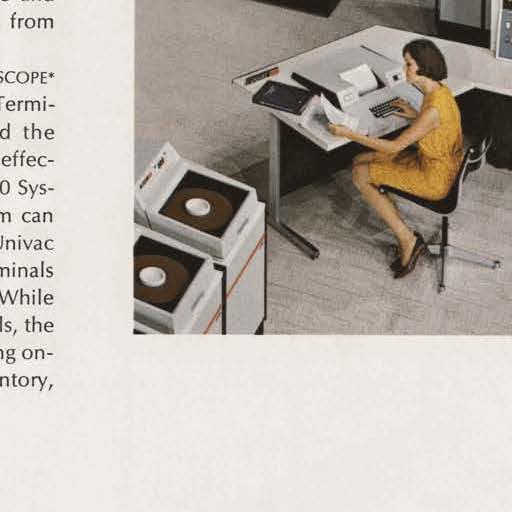 from
SCOPE*
Termi-
d the
effec-
0 Sys-
m can
Univac
minals
While
ls, the
ng on-
ntory,